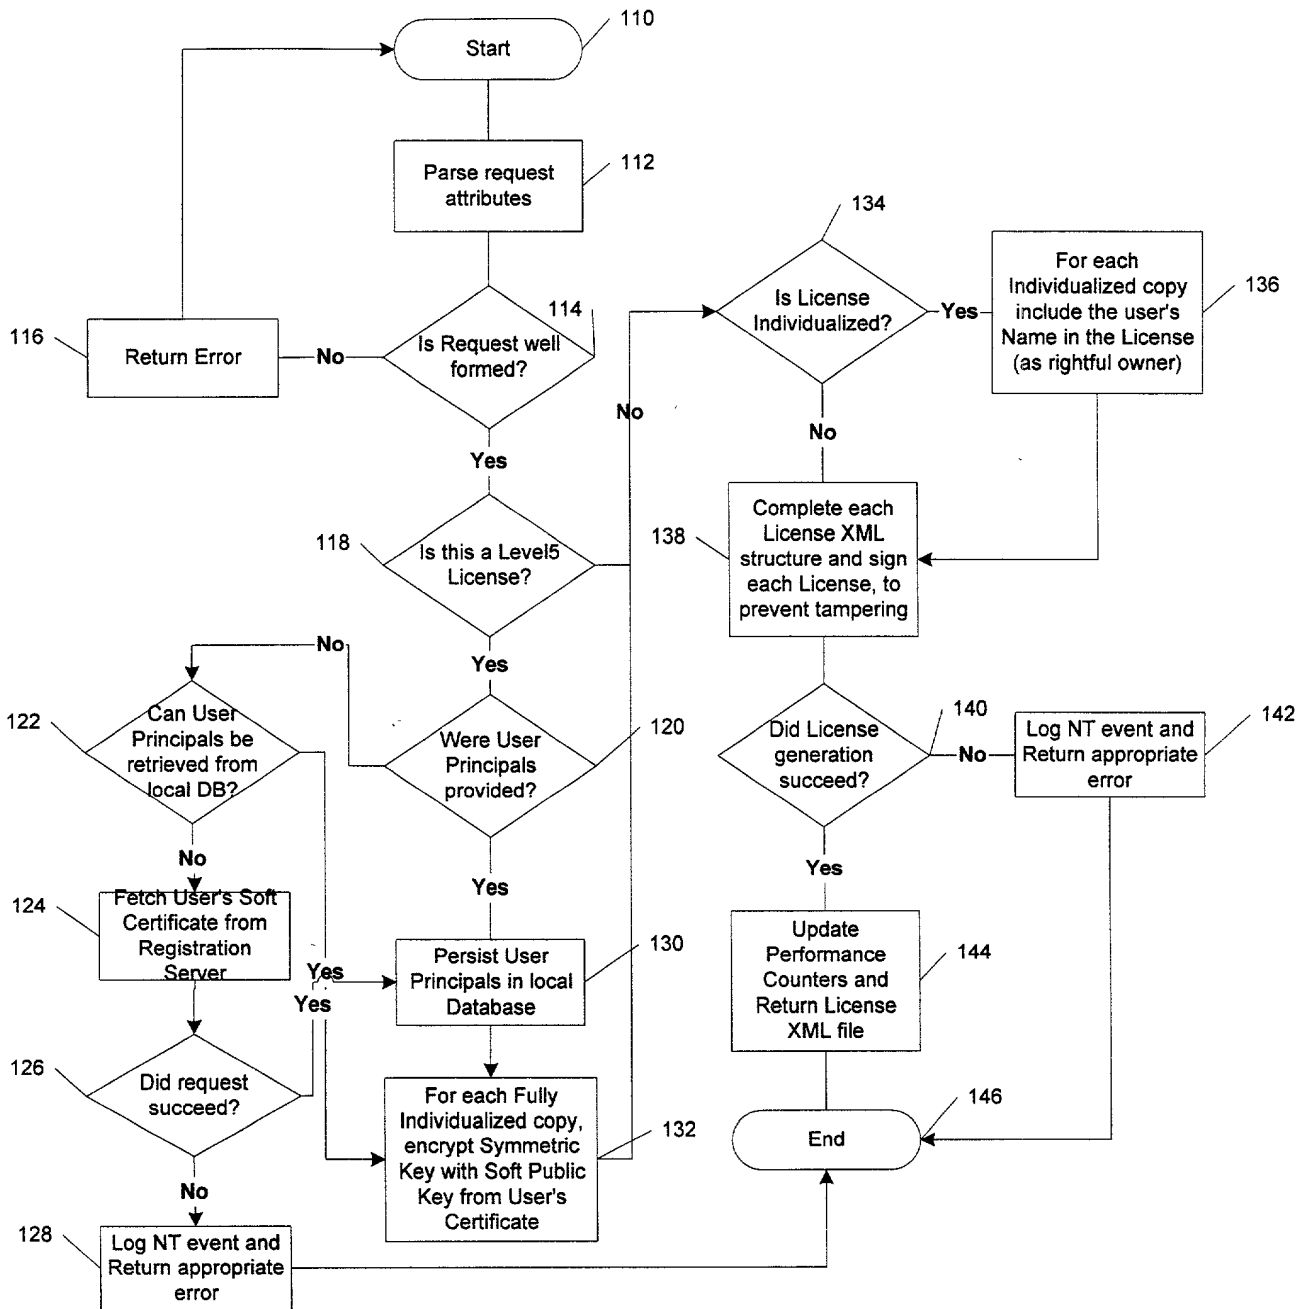 Start
110
Parse request
attributes
112
Is Request well
formed?
114
No
Return Error
116
Yes
Is this a Level5
License?
118
No
Yes
Were User
Principals
provided?
120
No
Can User
Principals be
retrieved from
local DB?
122
No
Fetch User's Soft
Certificate from
Registration
Server
124
Yes
Yes
Did request
succeed?
126
No
Log NT event and
Return appropriate
error
128
Yes
Persist User
Principals in local
Database
130
For each Fully
Individualized copy,
encrypt Symmetric
Key with Soft Public
Key from User's
Certificate
132
Is License
Individualized?
134
Yes
For each
Individualized copy
include the user's
Name in the License
(as rightful owner)
136
No
Complete each
License XML
structure and sign
each License, to
prevent tampering
138
Did License
generation
succeed?
140
No
Log NT event and
Return appropriate
error
142
Yes
Update
Performance
Counters and
Return License
XML file
144
End
146